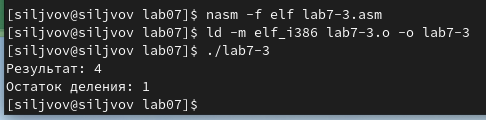 [siljvov@siljvov lab07]$ nasm -f elf lab7-3.asm
[siljvov@siljvov lab07]$ ld -m elf_i386 lab7-3.o -o lab7-3
[siljvov@siljvov lab07]$ ./lab7-3
Результат: 4
Остаток деления: 1
[siljvov@siljvov lab07]$